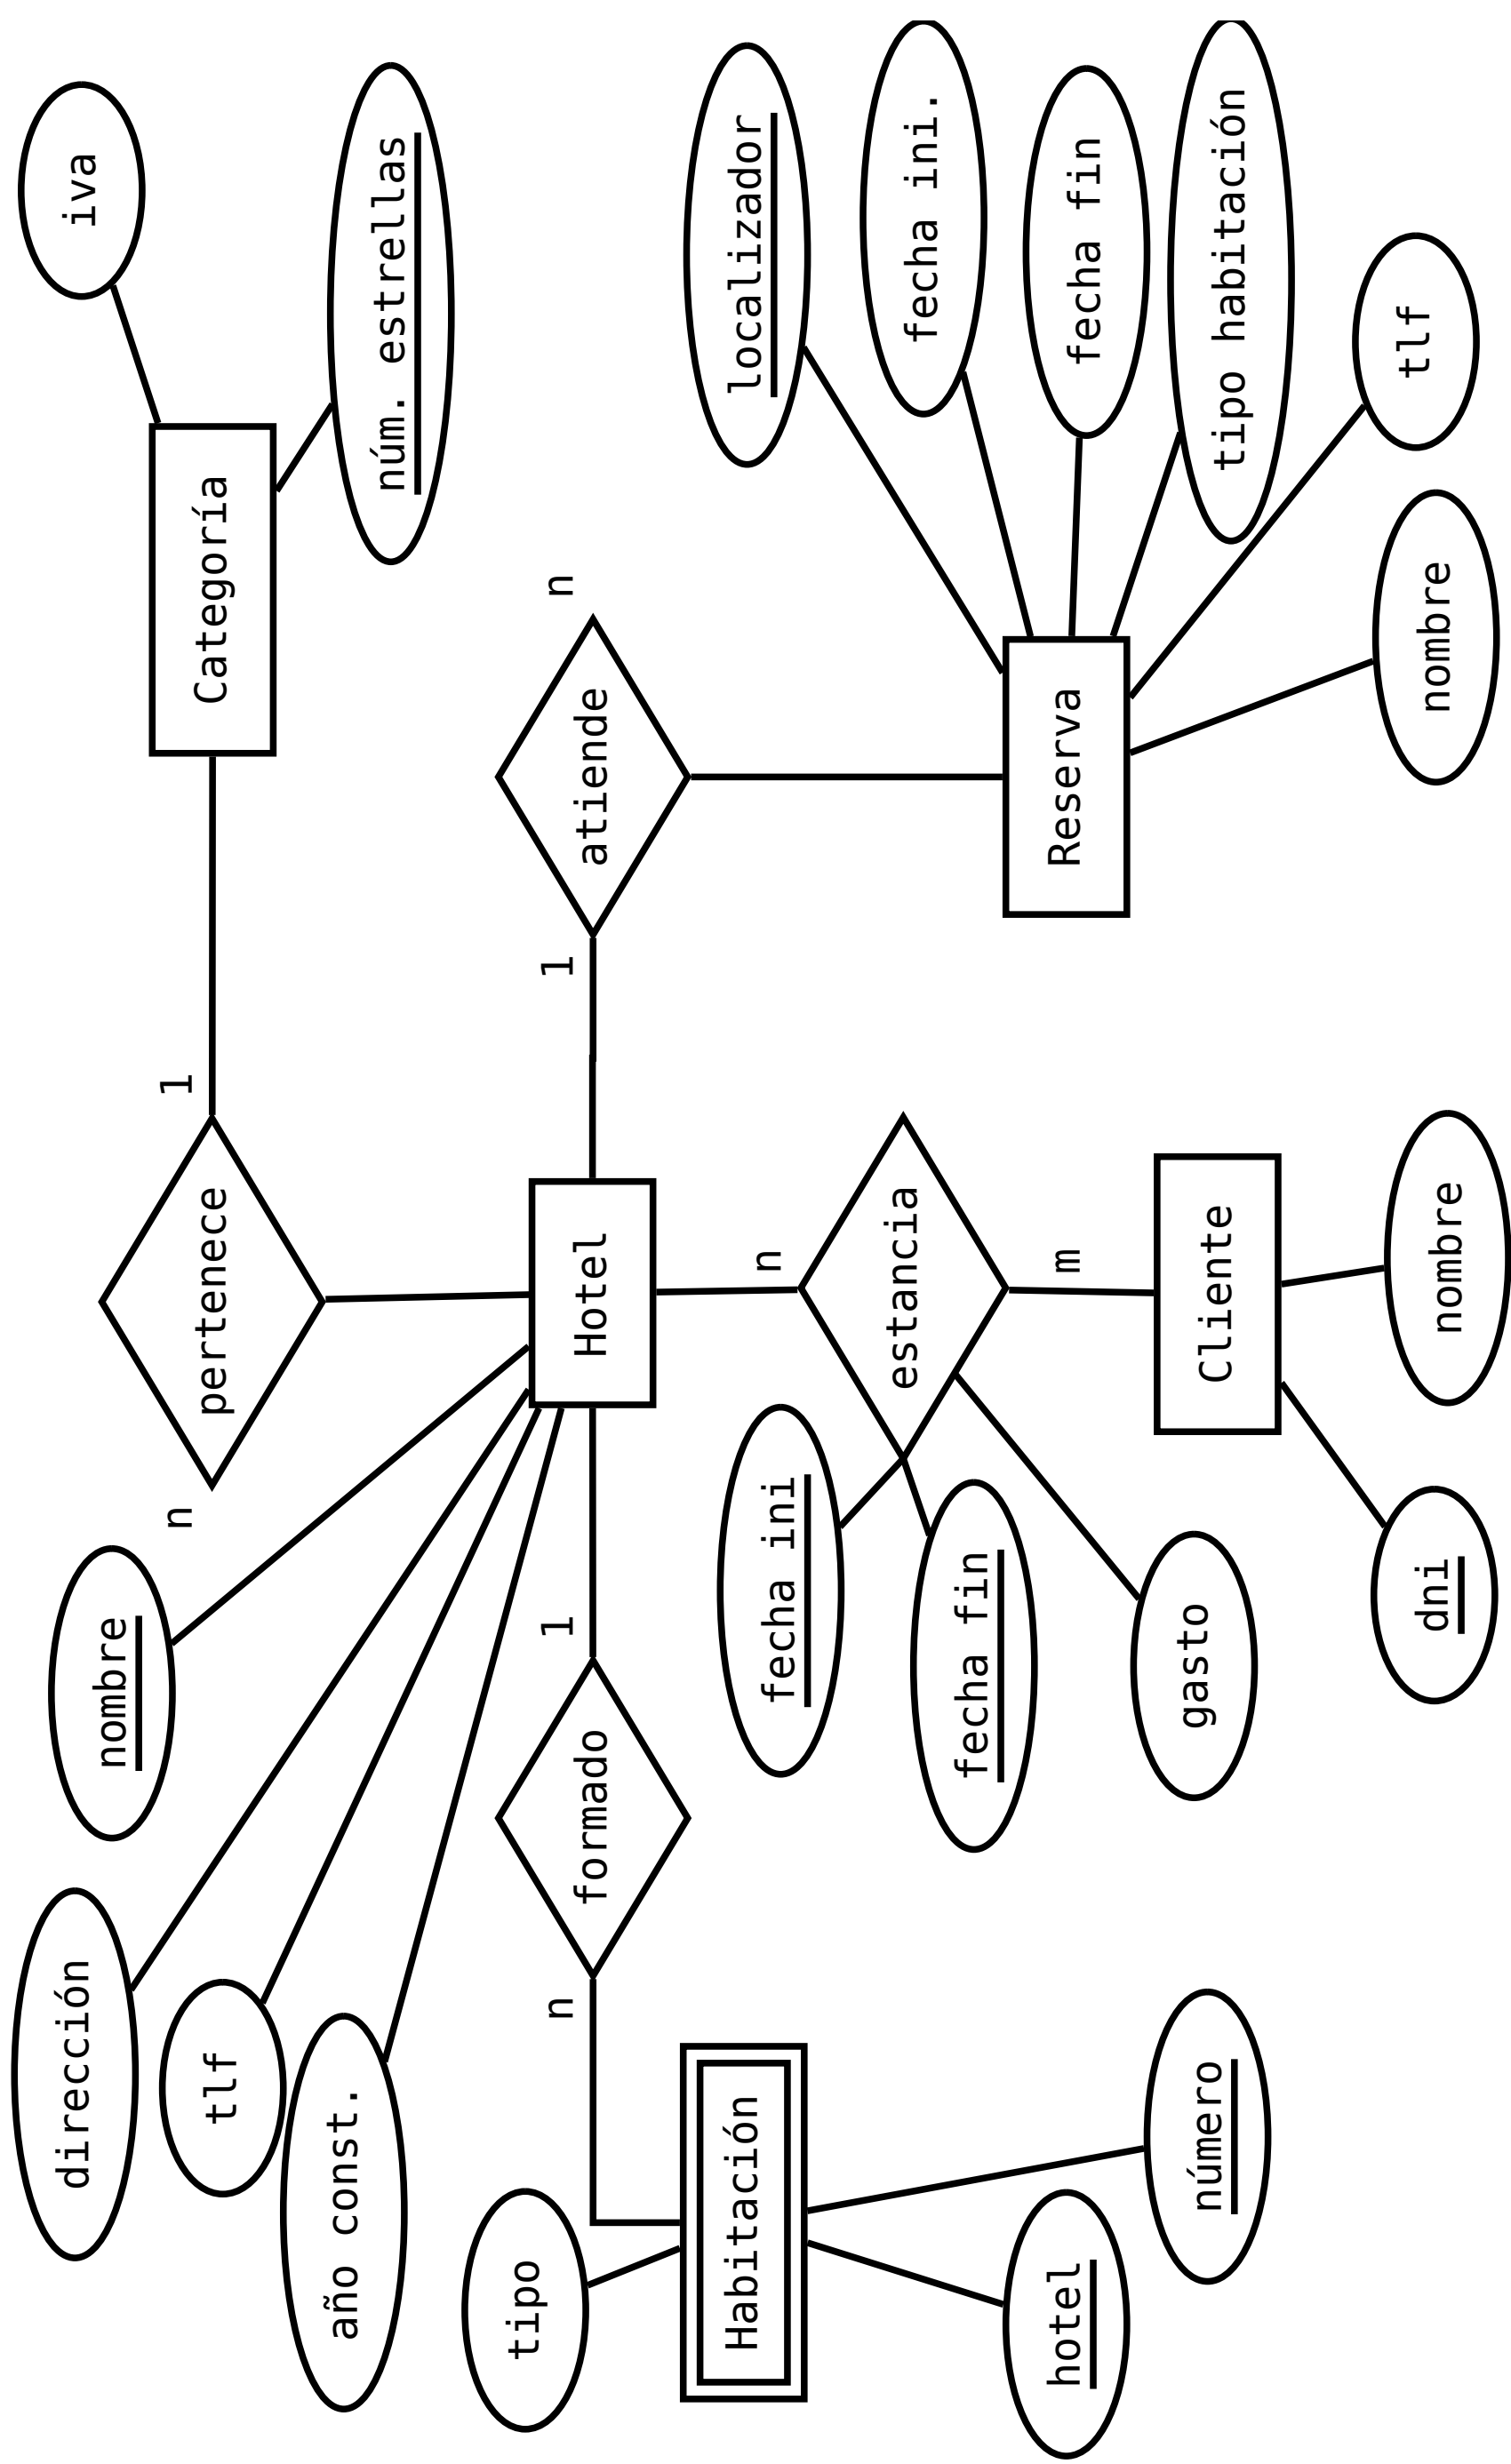 iva
núm. estrellas
Categoría
1
pertenece
n
localizador
fecha ini.
fecha fin
tipo habitación
tlf
nombre
Reserva
n
atiende
1
Hotel
nombre
dirección
tlf
año const.
n
estancia
m
fecha ini
fecha fin
gasto
Cliente
nombre
dni
1
formado
n
tipo
Habitación
hotel
número